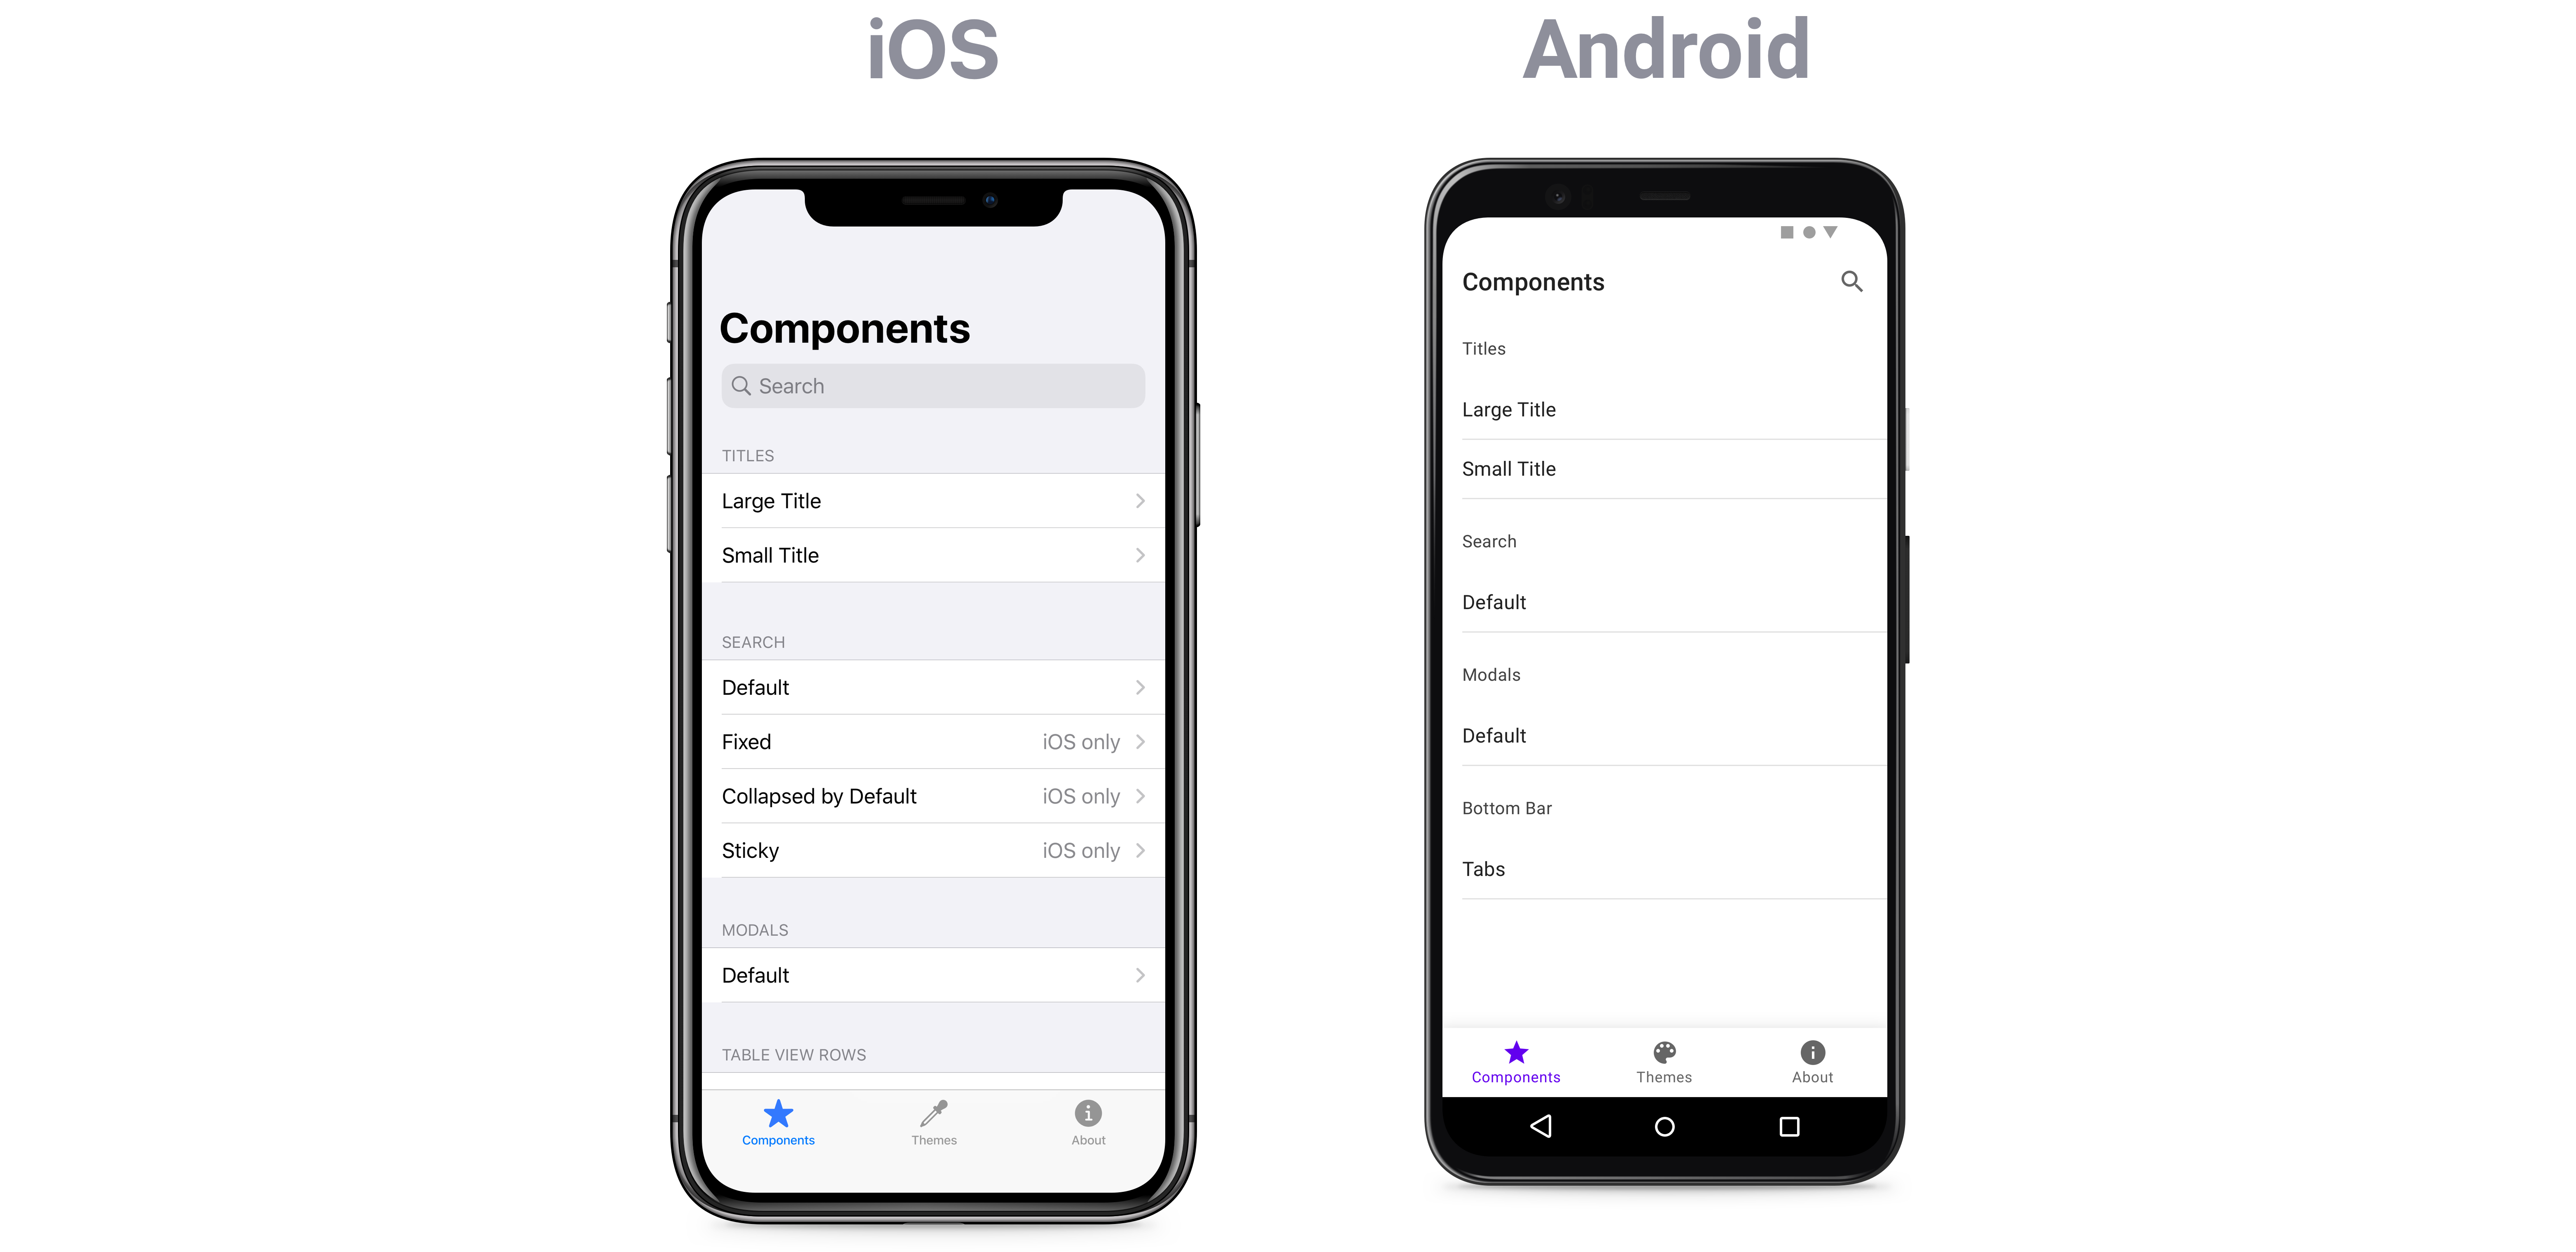 iOS
Components
Search
TITLES
Large Title
Small Title
SEARCH
Default
Fixed iOS only
Collapsed by Default iOS only
Sticky iOS only
MODALS
Default
TABLE VIEW ROWS
Components Themes About
Android
Components
Titles
Large Title
Small Title
Search
Default
Modals
Default
Bottom Bar
Tabs
Components Themes About